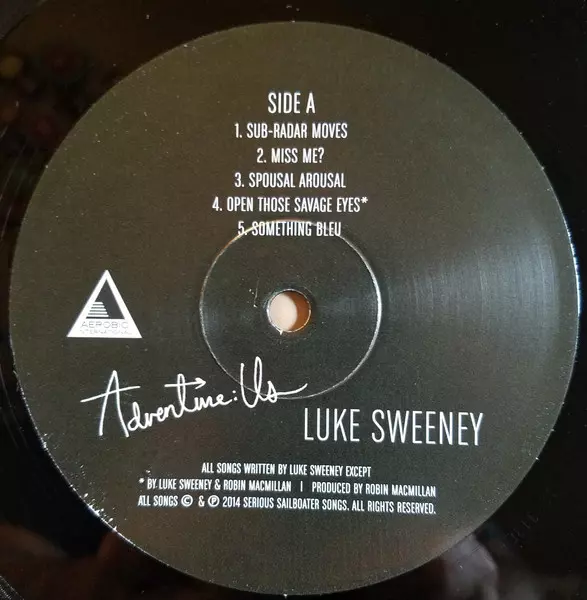 SIDE A
1. SUB-RADAR MOVES
2. MISS ME?
3. SPOUSAL AROUSAL
4. OPEN THOSE SAVAGE EYES*
5. SOMETHING BLEU
AEROBIC
INTERNATIONAL
Adventure: Us
LUKE SWEENEY
ALL SONGS WRITTEN BY LUKE SWEENEY EXCEPT
* BY LUKE SWEENEY & ROBIN MACMILLAN | PRODUCED BY ROBIN MACMILLAN
ALL SONGS © & ℗ 2014 SERIOUS SAILBOATER SONGS. ALL RIGHTS RESERVED.